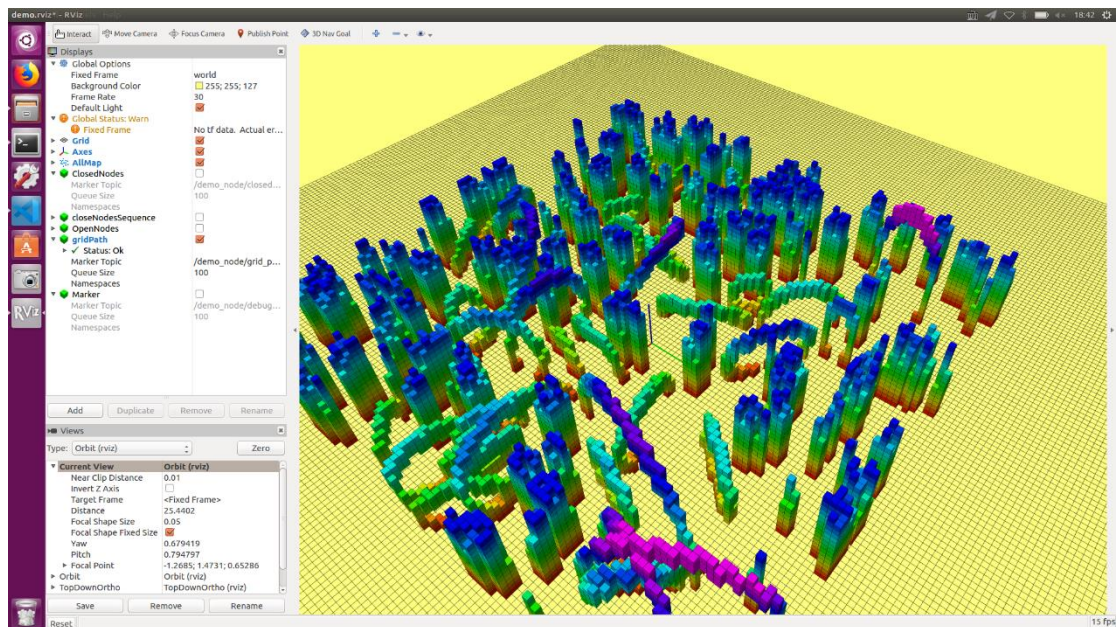 demo.rviz* - RViz
18:42
Interact Move Camera Focus Camera Publish Point 3D Nav Goal
Displays
Global Options
Fixed Frame world
Background Color 255; 255; 127
Frame Rate 30
Default Light
Global Status: Warn
Fixed Frame No tf data. Actual er...
Grid
Axes
AllMap
ClosedNodes
Marker Topic /demo_node/closed...
Queue Size 100
Namespaces
closeNodesSequence
OpenNodes
gridPath
Status: Ok
Marker Topic /demo_node/grid_p...
Queue Size 100
Namespaces
Marker
Marker Topic /demo_node/debug...
Queue Size 100
Namespaces
RViz
Add Duplicate Remove Rename
Views
Type: Orbit (rviz) Zero
Current View Orbit (rviz)
Near Clip Distance 0.01
Invert Z Axis
Target Frame <Fixed Frame>
Distance 25.4402
Focal Shape Size 0.05
Focal Shape Fixed Size
Yaw 0.679419
Pitch 0.794797
Focal Point -1.2685; 1.4731; 0.65286
Orbit Orbit (rviz)
TopDownOrtho TopDownOrtho (rviz)
Save Remove Rename
Reset 15 fps